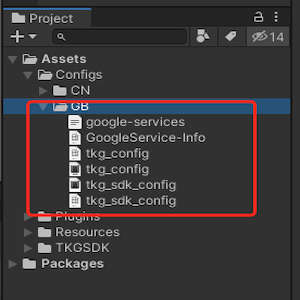 Project
14
Assets
Configs
CN
GB
google-services
GoogleService-Info
tkg_config
tkg_config
tkg_sdk_config
tkg_sdk_config
Plugins
Resources
TKGSDK
Packages